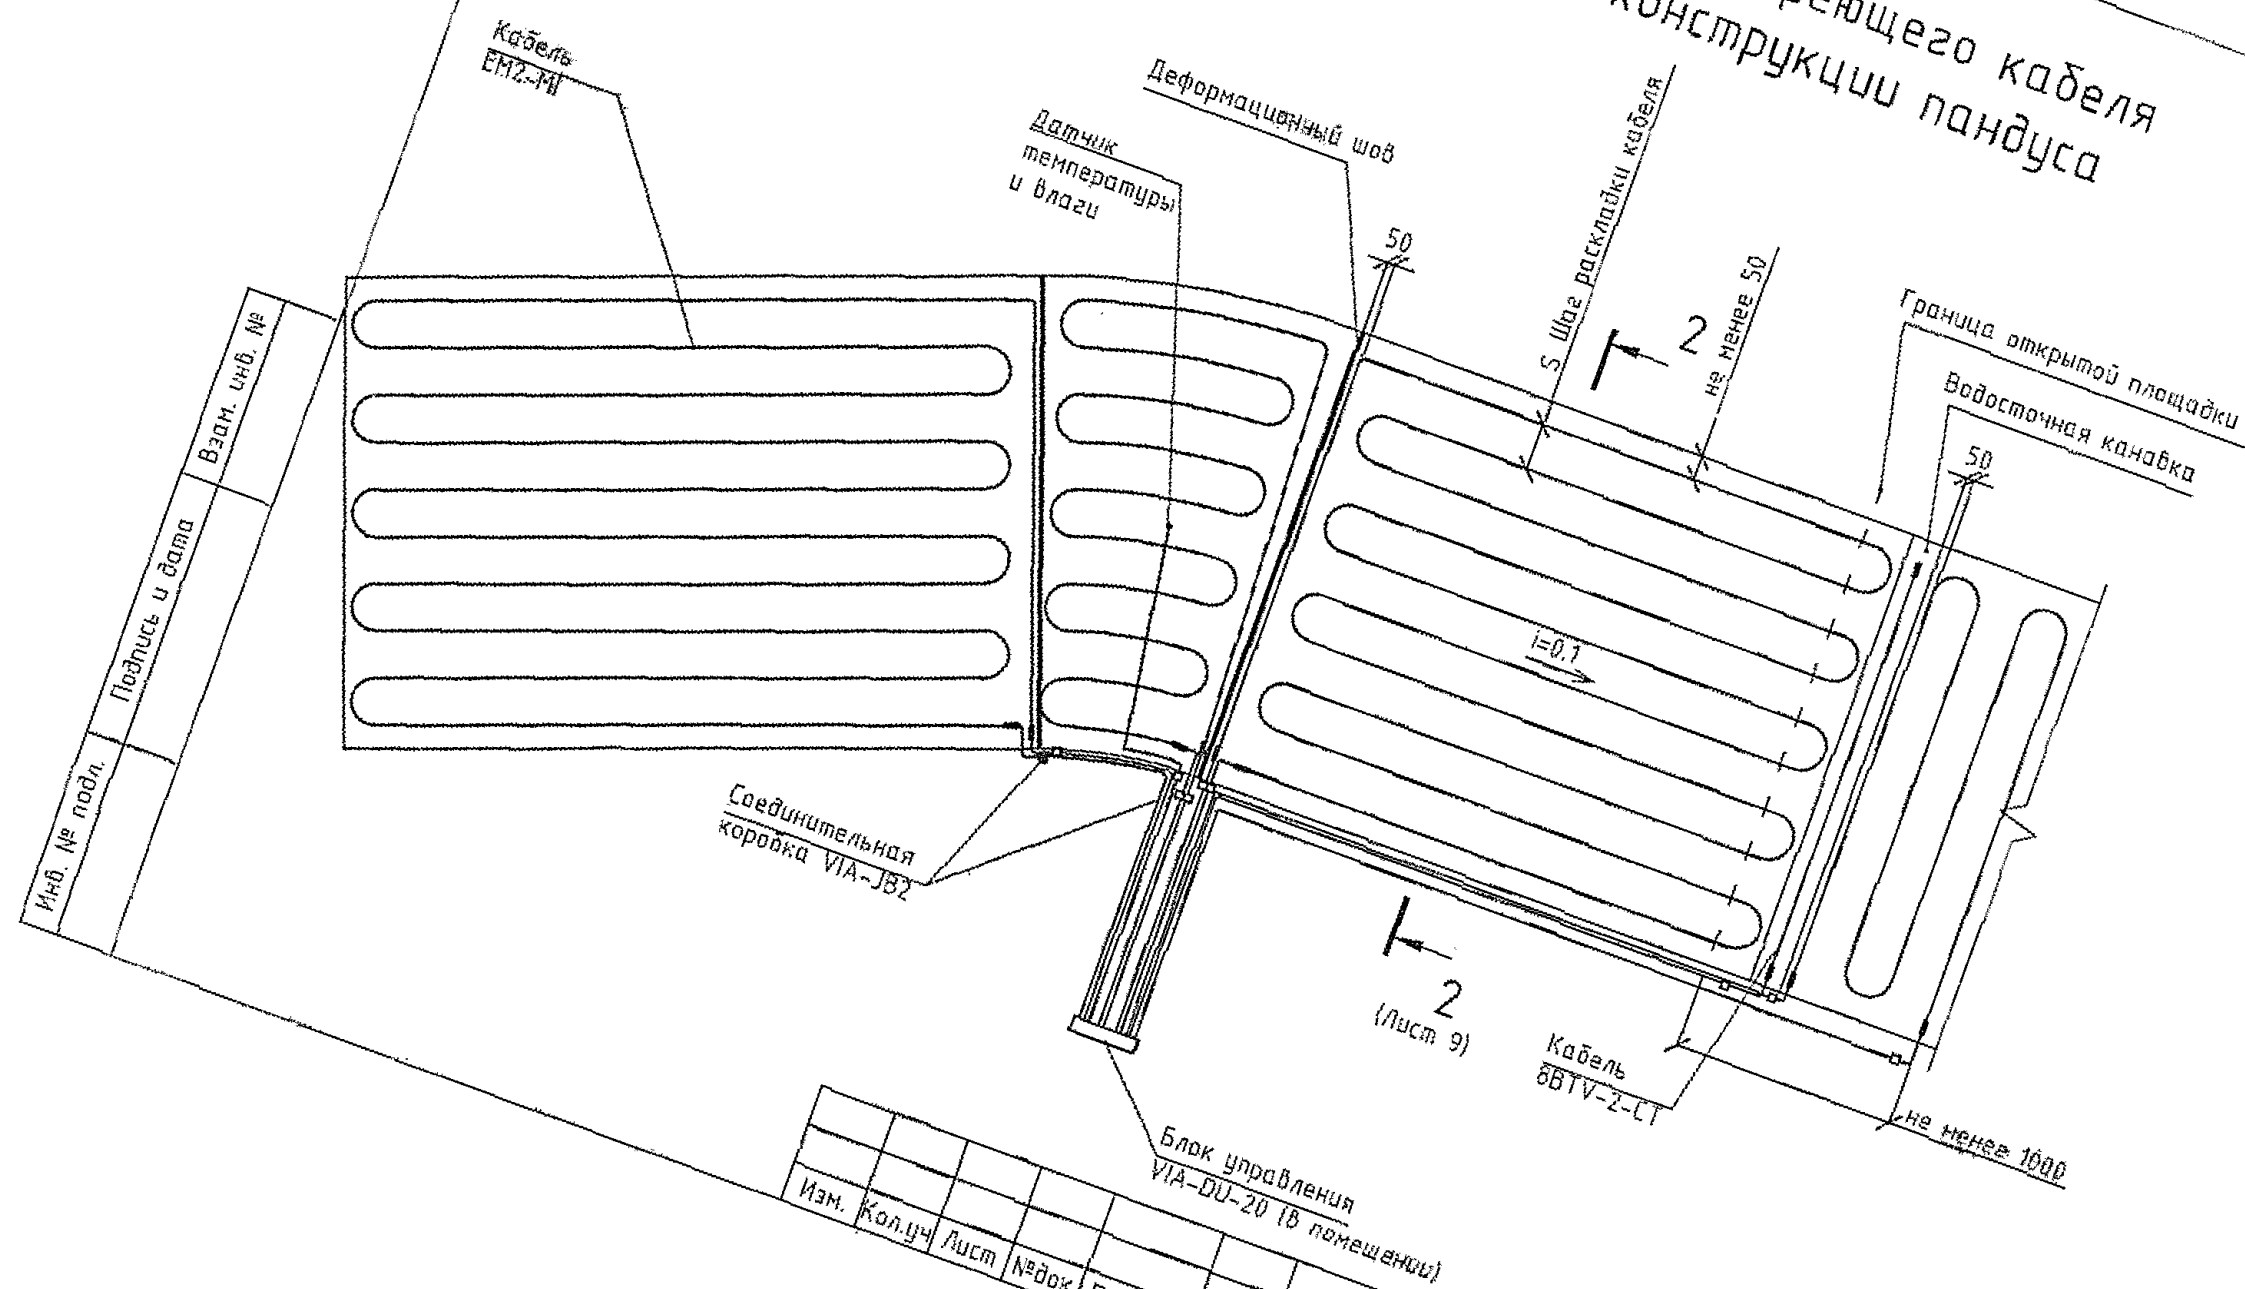 кабеля
конструкции пандуса
Кабель
EM2-MI
Датчик
температуры
и влаги
Деформационный шов
50
S Шаг раскладки кабеля
2
не менее 50
Граница открытой площадки
Водосточная канавка
50
i=0.1
Взам. инв. №
Подпись и дата
Инв. № подл.
Соединительная
коробка VIA-JB2
2
(Лист 9)
Кабель
8BTV-2-CT
не менее 1000
Блок управления
VIA-DU-20 (в помещении)
Изм.
Кол.уч
Лист
№док